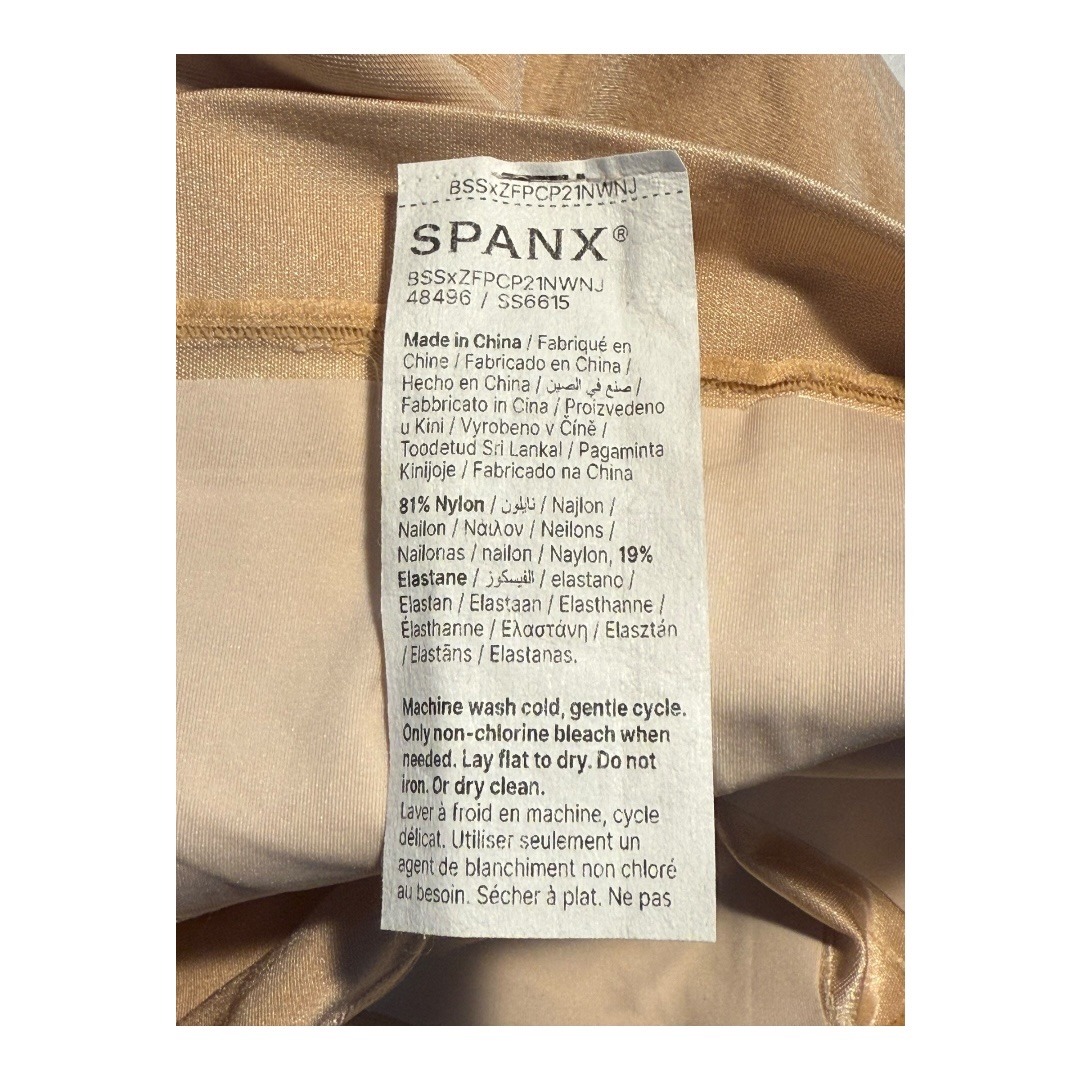 BSSxZFPCP21NWNJ
SPANX®
BSSxZFPCP21NWNJ
48496 / SS6615
Made in China / Fabriqué en
Chine / Fabricado en China /
Hecho en China / صنع في الصين /
Fabbricato in Cina / Proizvedeno
u Kini / Vyrobeno v Číně /
Toodetud Sri Lankal / Pagaminta
Kinijoje / Fabricado na China
81% Nylon / نايلون / Najlon /
Nailon / Νάιλον / Neilons /
Nailonas / nailon / Naylon, 19%
Elastane / الفيسكوز / elastano /
Elastan / Elastaan / Elasthanne /
Élasthanne / Ελαστάνη / Elasztán
/ Elastāns / Elastanas.
Machine wash cold, gentle cycle.
Only non-chlorine bleach when
needed. Lay flat to dry. Do not
iron. Or dry clean.
Laver à froid en machine, cycle
délicat. Utiliser seulement un
agent de blanchiment non chloré
au besoin. Sécher à plat. Ne pas